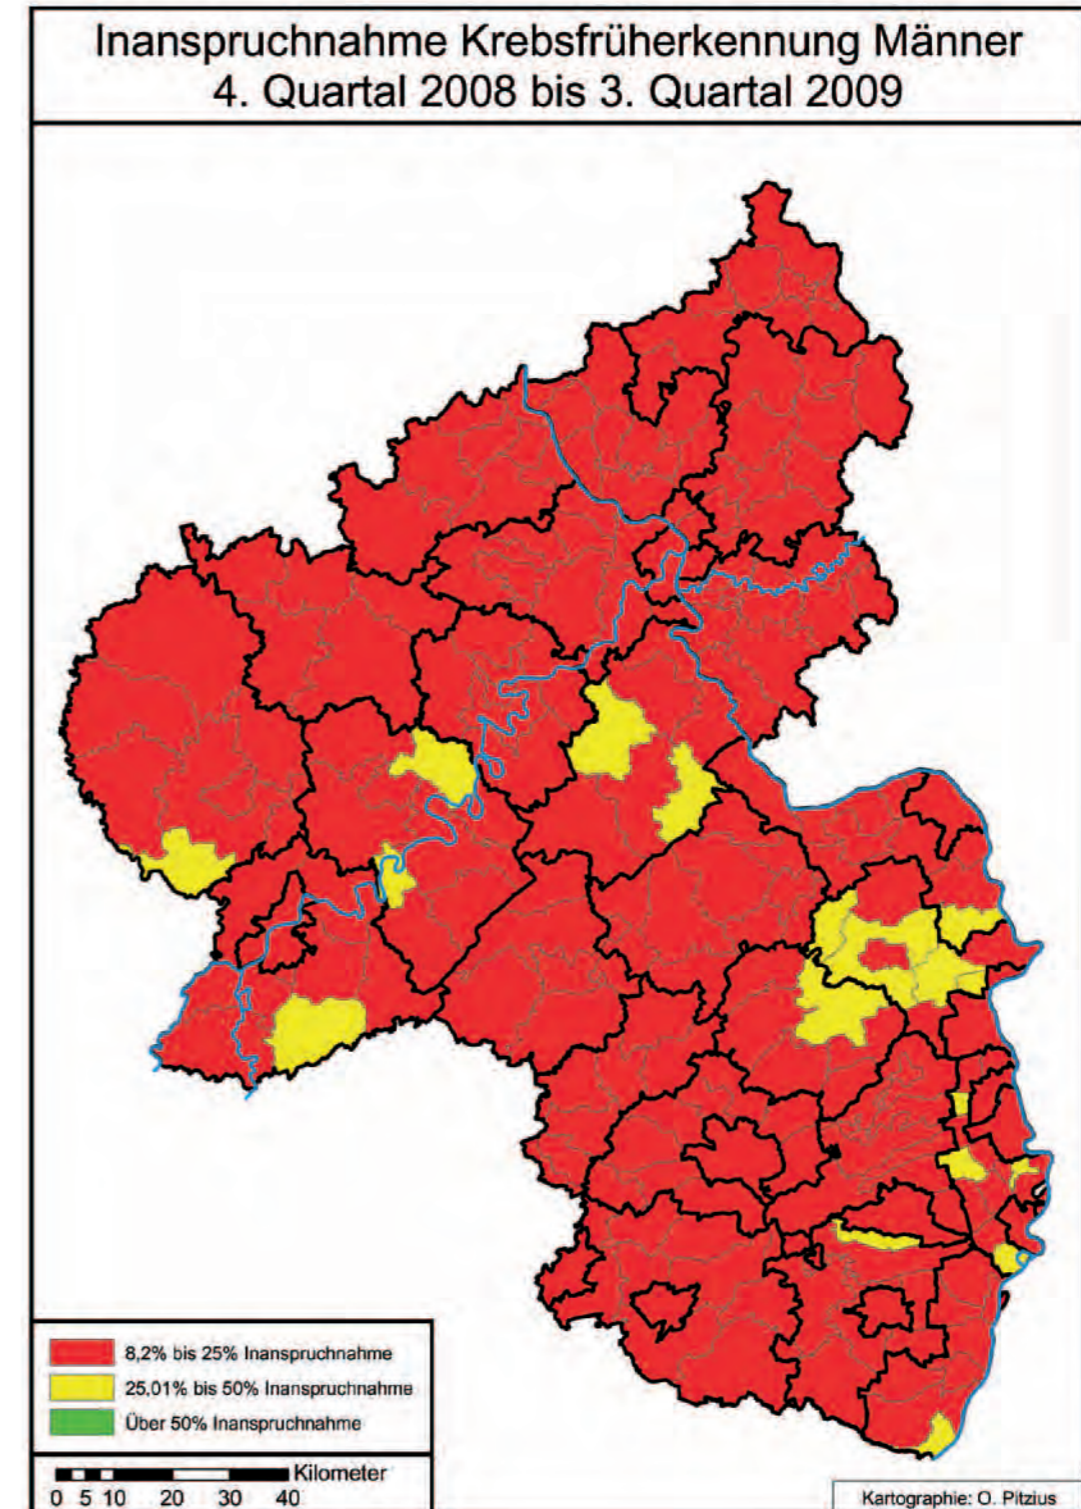 Inanspruchnahme Krebsfrüherkennung Männer
4. Quartal 2008 bis 3. Quartal 2009
8,2% bis 25% Inanspruchnahme
25,01% bis 50% Inanspruchnahme
Über 50% Inanspruchnahme
Kilometer
0 5 10 20 30 40
Kartographie: O. Pitzius